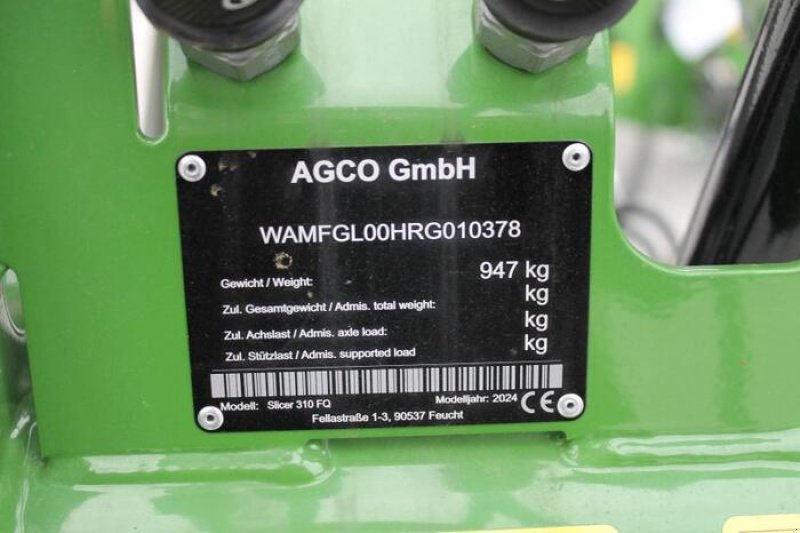 AGCO GmbH
WAMFGL00HRG010378
Gewicht / Weight: 947 kg
Zul. Gesamtgewicht / Admis. total weight: kg
Zul. Achslast / Admis. axle load: kg
Zul. Stützlast / Admis. supported load kg
Modell: Slicer 310 FQ Modelljahr: 2024 CE
Fellastraße 1-3, 90537 Feucht